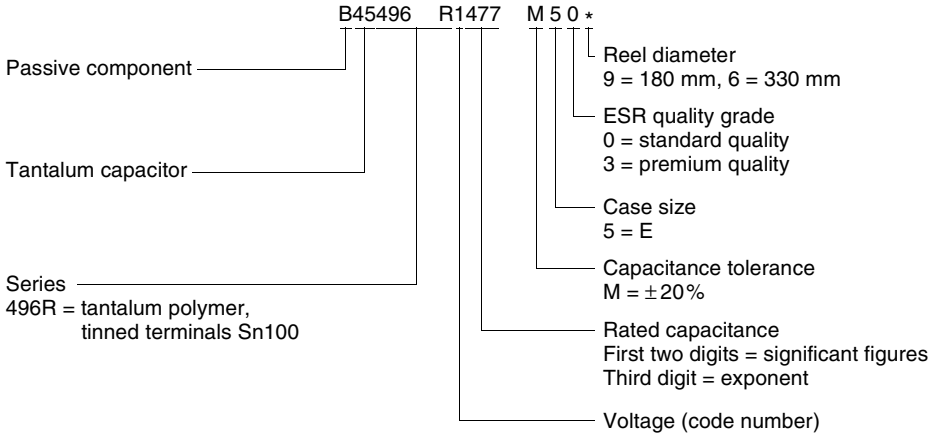 B45496 R1477 M 5 0 *
Passive component
Tantalum capacitor
Series
496R = tantalum polymer,
tinned terminals Sn100
Reel diameter
9 = 180 mm, 6 = 330 mm
ESR quality grade
0 = standard quality
3 = premium quality
Case size
5 = E
Capacitance tolerance
M = ±20%
Rated capacitance
First two digits = significant figures
Third digit = exponent
Voltage (code number)